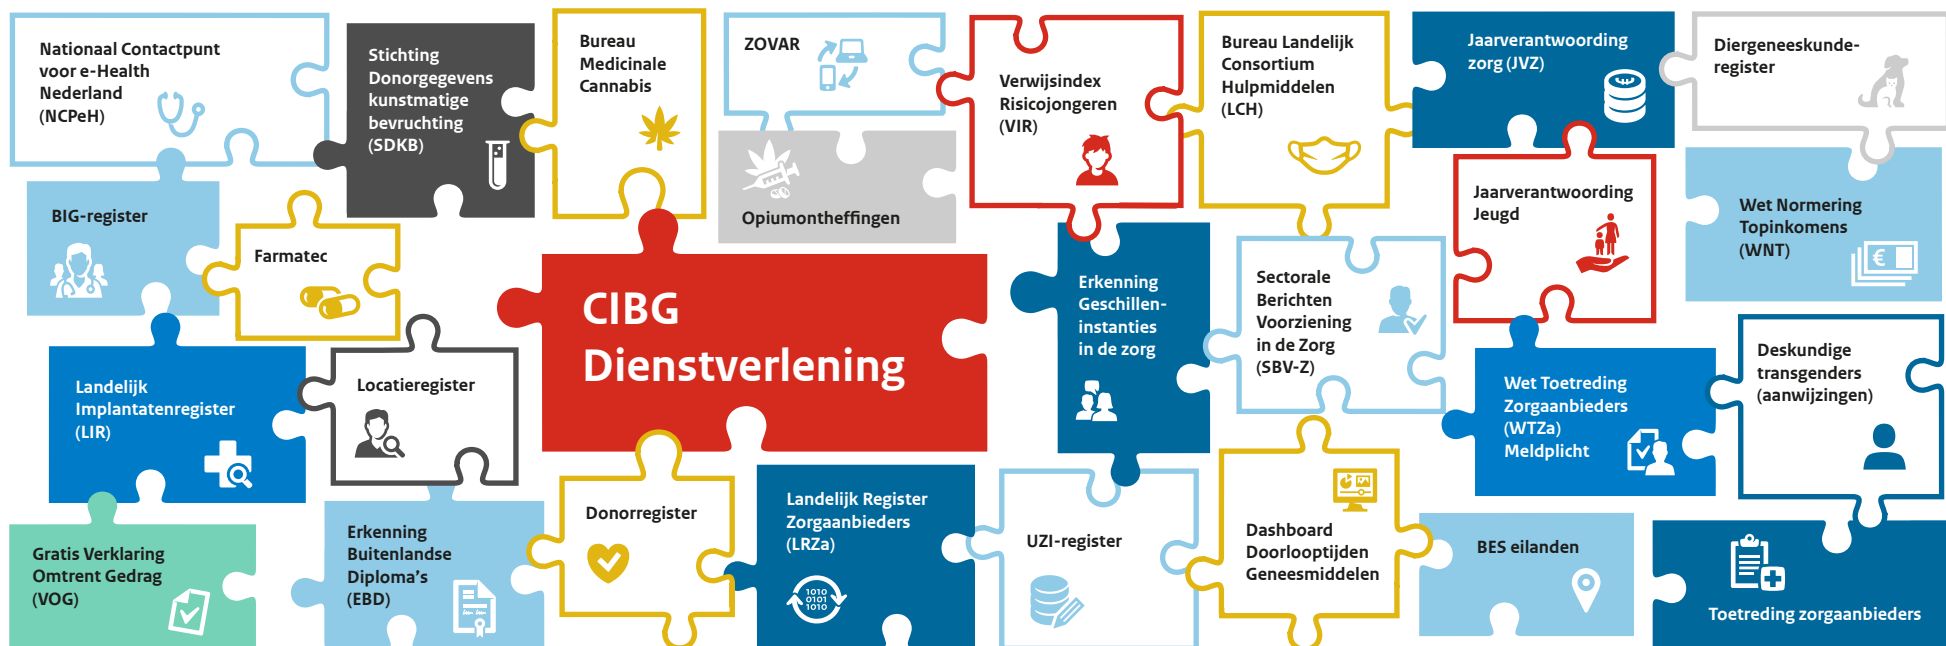 Nationaal Contactpunt
voor e-Health
Nederland
(NCPeH)
Stichting
Donorgegevens
kunstmatige
bevruchting
(SDKB)
Bureau
Medicinale
Cannabis
ZOVAR
Verwijsindex
Risicojongeren
(VIR)
Bureau Landelijk
Consortium
Hulpmiddelen
(LCH)
Jaarverantwoording
zorg (JVZ)
Diergeneeskunde-
register
BIG-register
Farmatec
Opiumontheffingen
Jaarverantwoording
Jeugd
Wet Normering
Topinkomens
(WNT)
€
CIBG
Dienstverlening
Erkenning
Geschillen-
instanties
in de zorg
Sectorale
Berichten
Voorziening
in de Zorg
(SBV-Z)
Landelijk
Implantatenregister
(LIR)
Locatieregister
Wet Toetreding
Zorgaanbieders
(WTZa)
Meldplicht
Deskundige
transgenders
(aanwijzingen)
Gratis Verklaring
Omtrent Gedrag
(VOG)
Erkenning
Buitenlandse
Diploma's
(EBD)
Donorregister
Landelijk Register
Zorgaanbieders
(LRZa)
1010
0101
1010
UZI-register
Dashboard
Doorlooptijden
Geneesmiddelen
BES eilanden
Toetreding zorgaanbieders